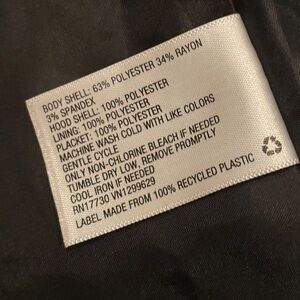 BODY SHELL: 63% POLYESTER 34% RAYON
3% SPANDEX
HOOD SHELL: 100% POLYESTER
LINING: 100% POLYESTER
PLACKET: 100% POLYESTER
MACHINE WASH COLD WITH LIKE COLORS
GENTLE CYCLE
ONLY NON-CHLORINE BLEACH IF NEEDED
TUMBLE DRY LOW, REMOVE PROMPTLY
COOL IRON IF NEEDED
RN17730 VN1299629
LABEL MADE FROM 100% RECYCLED PLASTIC